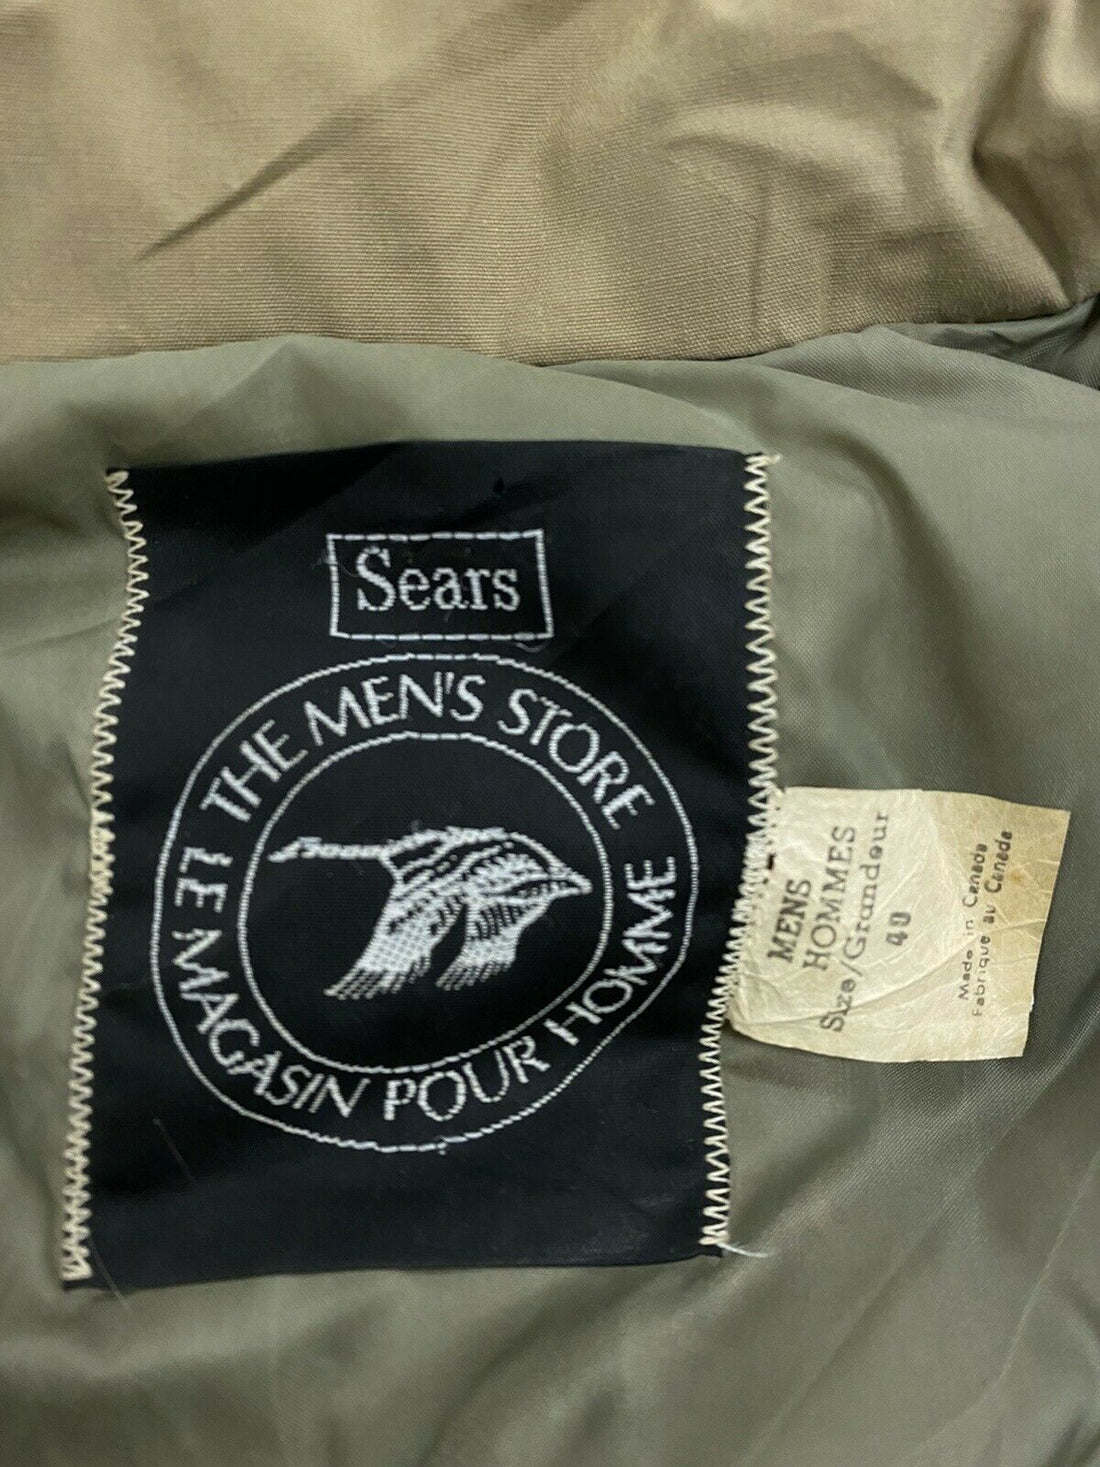 Sears
THE MEN'S STORE
LE MAGASIN POUR HOMME
MENS
HOMMES
Size/Grandeur
40
Made in Canada
Fabrique au Canada